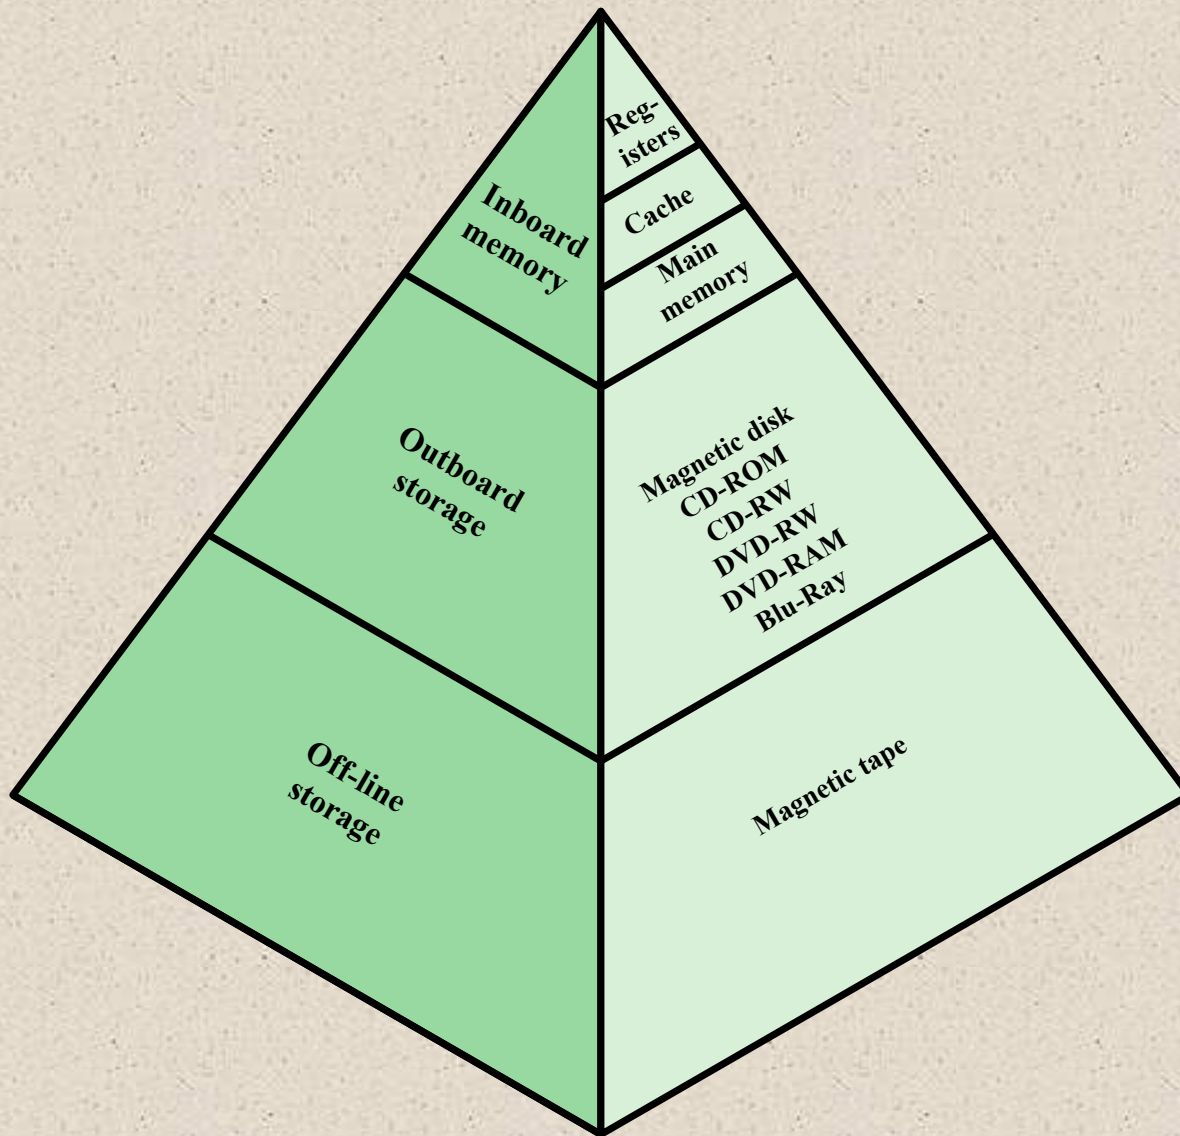 Reg-
isters
Cache
Main
memory
Inboard
memory
Magnetic disk
CD-ROM
CD-RW
DVD-RW
DVD-RAM
Blu-Ray
Outboard
storage
Magnetic tape
Off-line
storage